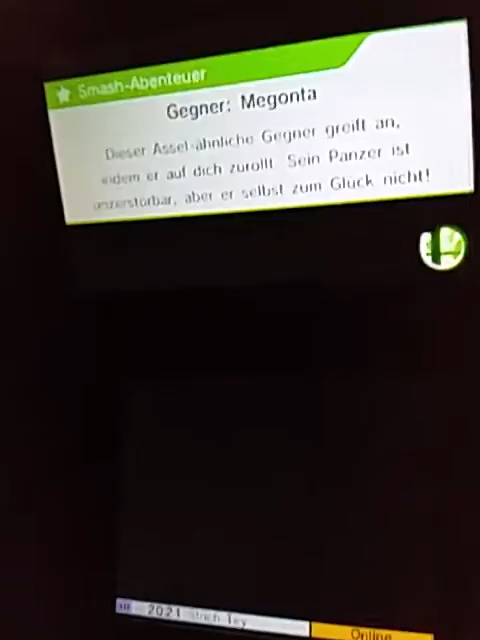 Smash-Abenteuer
Gegner: Megonta
Dieser Assel-ähnliche Gegner greift an,
indem er auf dich zurollt. Sein Panzer ist
unzerstörbar, aber er selbst zum Glück nicht!
2021
Online